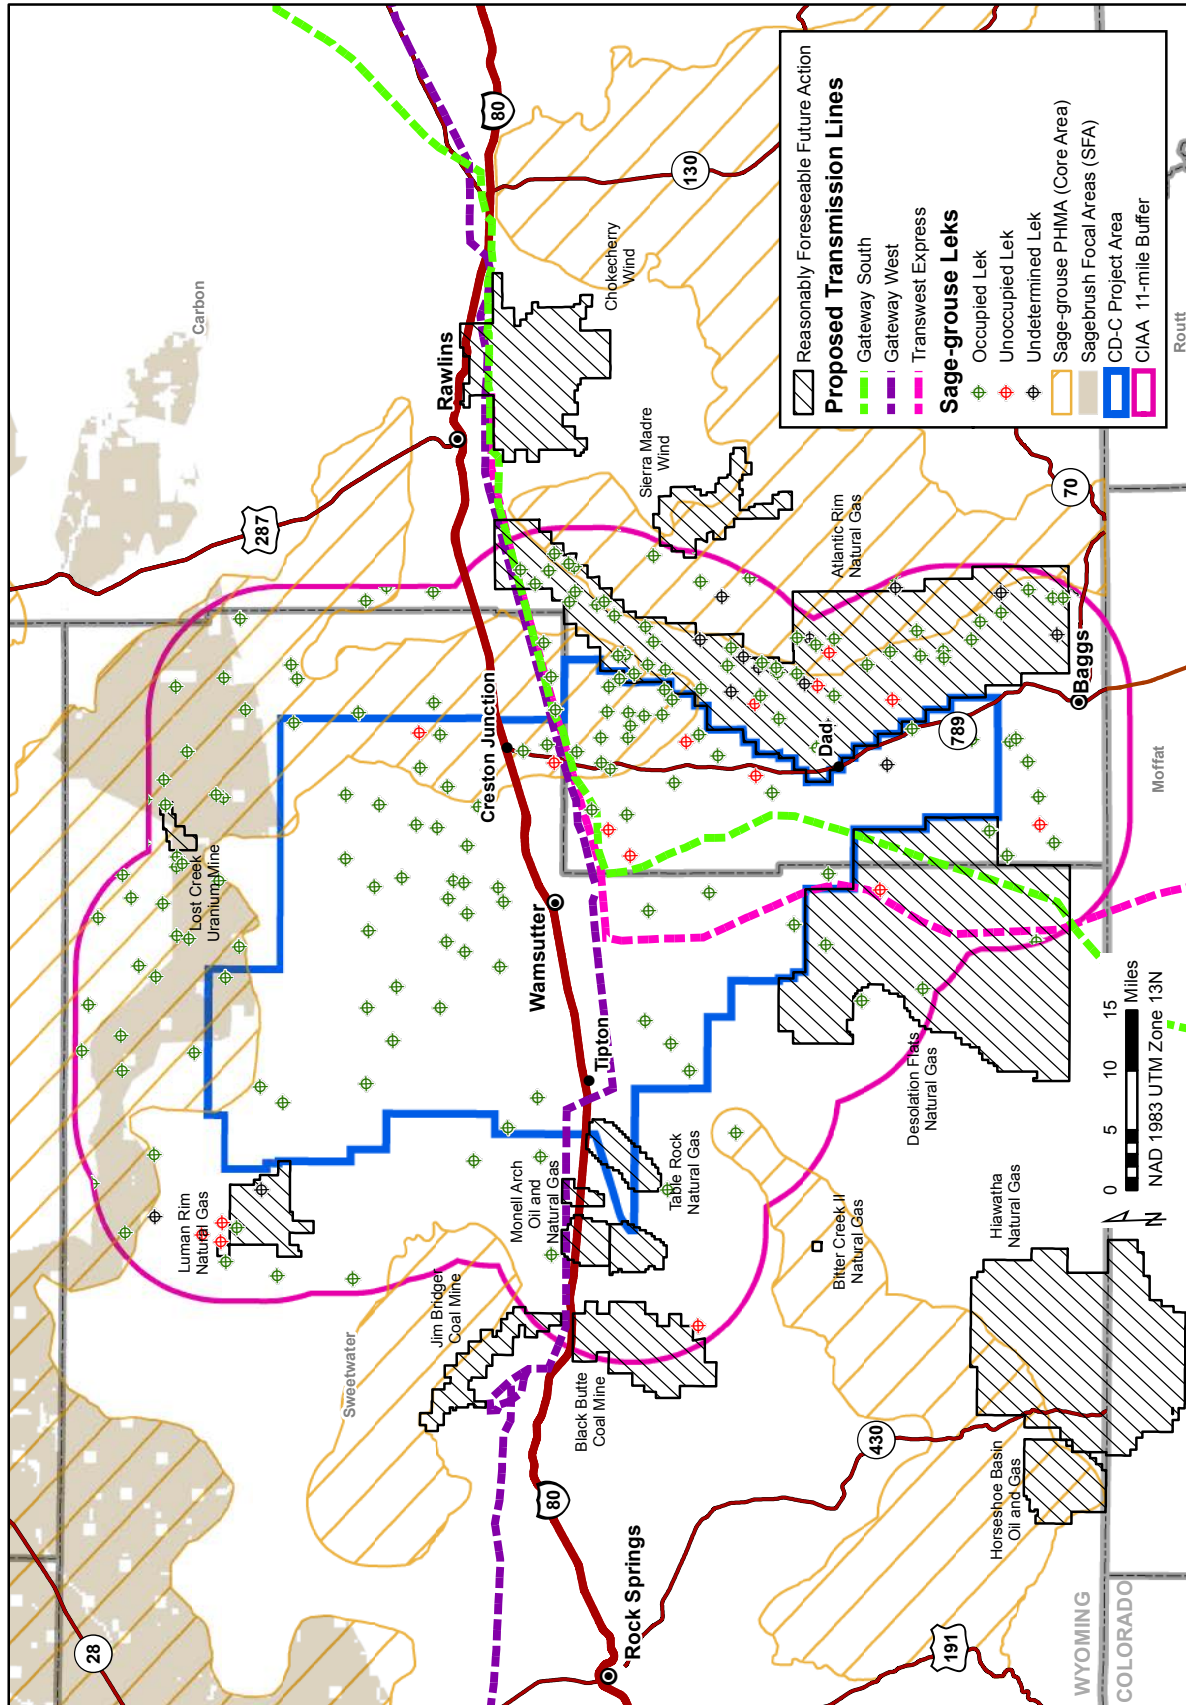 28
Sweetwater
287
Carbon
Luman Rim
Natural Gas
Lost Creek
Uranium Mine
Jim Bridger
Coal Mine
Monell Arch
Oil and
Natural Gas
Creston Junction
Rawlins
80
80
Rock Springs
Black Butte
Coal Mine
Tipton
Wamsutter
Table Rock
Natural Gas
Chokecherry
Wind
Sierra Madre
Wind
130
430
Bitter Creek II
Natural Gas
Dad
Atlantic Rim
Natural Gas
Desolation Flats
Natural Gas
789
70
Baggs
191
Horseshoe Basin
Oil and Gas
Hiawatha
Natural Gas
WYOMING
COLORADO
Moffat
Routt
N
0 5 10 15
Miles
NAD 1983 UTM Zone 13N
Reasonably Foreseeable Future Action
Proposed Transmission Lines
Gateway South
Gateway West
Transwest Express
Sage-grouse Leks
Occupied Lek
Unoccupied Lek
Undetermined Lek
Sage-grouse PHMA (Core Area)
Sagebrush Focal Areas (SFA)
CD-C Project Area
CIAA 11-mile Buffer